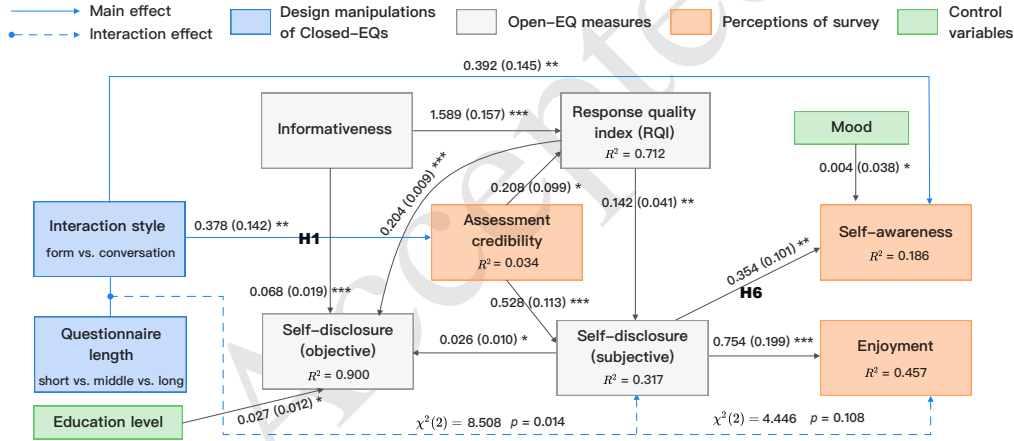 Main effect
Interaction effect
Design manipulations
of Closed-EQs
Open-EQ measures
Perceptions of survey
Control
variables
0.392 (0.145) **
Informativeness
1.589 (0.157) ***
Response quality
index (RQI)
R² = 0.712
Mood
0.004 (0.038) *
0.204 (0.009) ***
0.208 (0.099) *
0.142 (0.041) **
Interaction style
form vs. conversation
0.378 (0.142) **
H1
Assessment
credibility
R² = 0.034
Self-awareness
R² = 0.186
0.354 (0.101) **
H6
0.068 (0.019) ***
0.528 (0.113) ***
Questionnaire
length
short vs. middle vs. long
Self-disclosure
(objective)
R² = 0.900
0.026 (0.010) *
Self-disclosure
(subjective)
R² = 0.317
0.754 (0.199) ***
Enjoyment
R² = 0.457
Education level
0.027 (0.012) *
χ²(2) = 8.508 p = 0.014
χ²(2) = 4.446 p = 0.108
Accepte